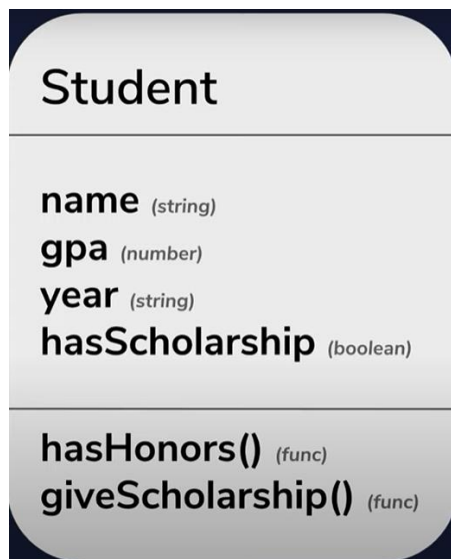 Student
name (string)
gpa (number)
year (string)
hasScholarship (boolean)
hasHonors() (func)
giveScholarship() (func)